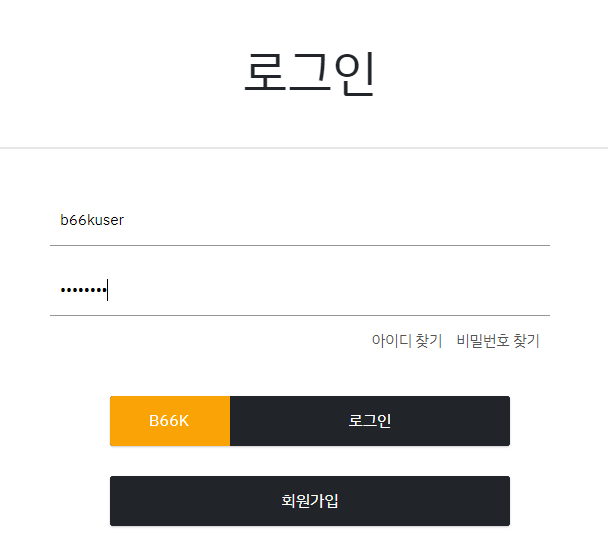 로그인
b66kuser
••••••••
아이디 찾기 비밀번호 찾기
B66K 로그인
회원가입